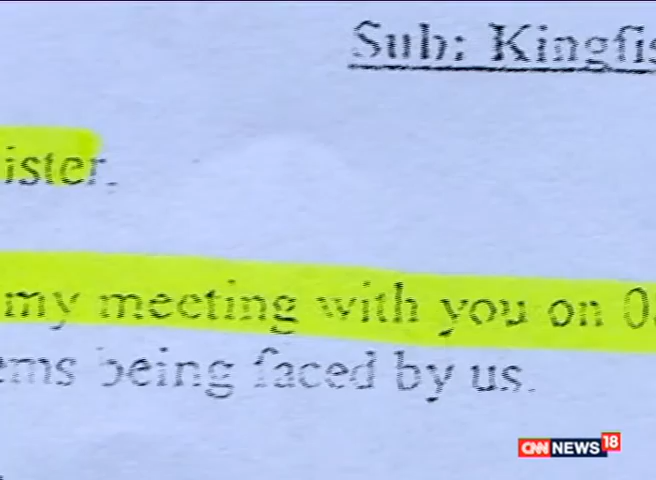 Sub: Kingfis
ister.
my meeting with you on 0
ems being faced by us.
CNN NEWS 18